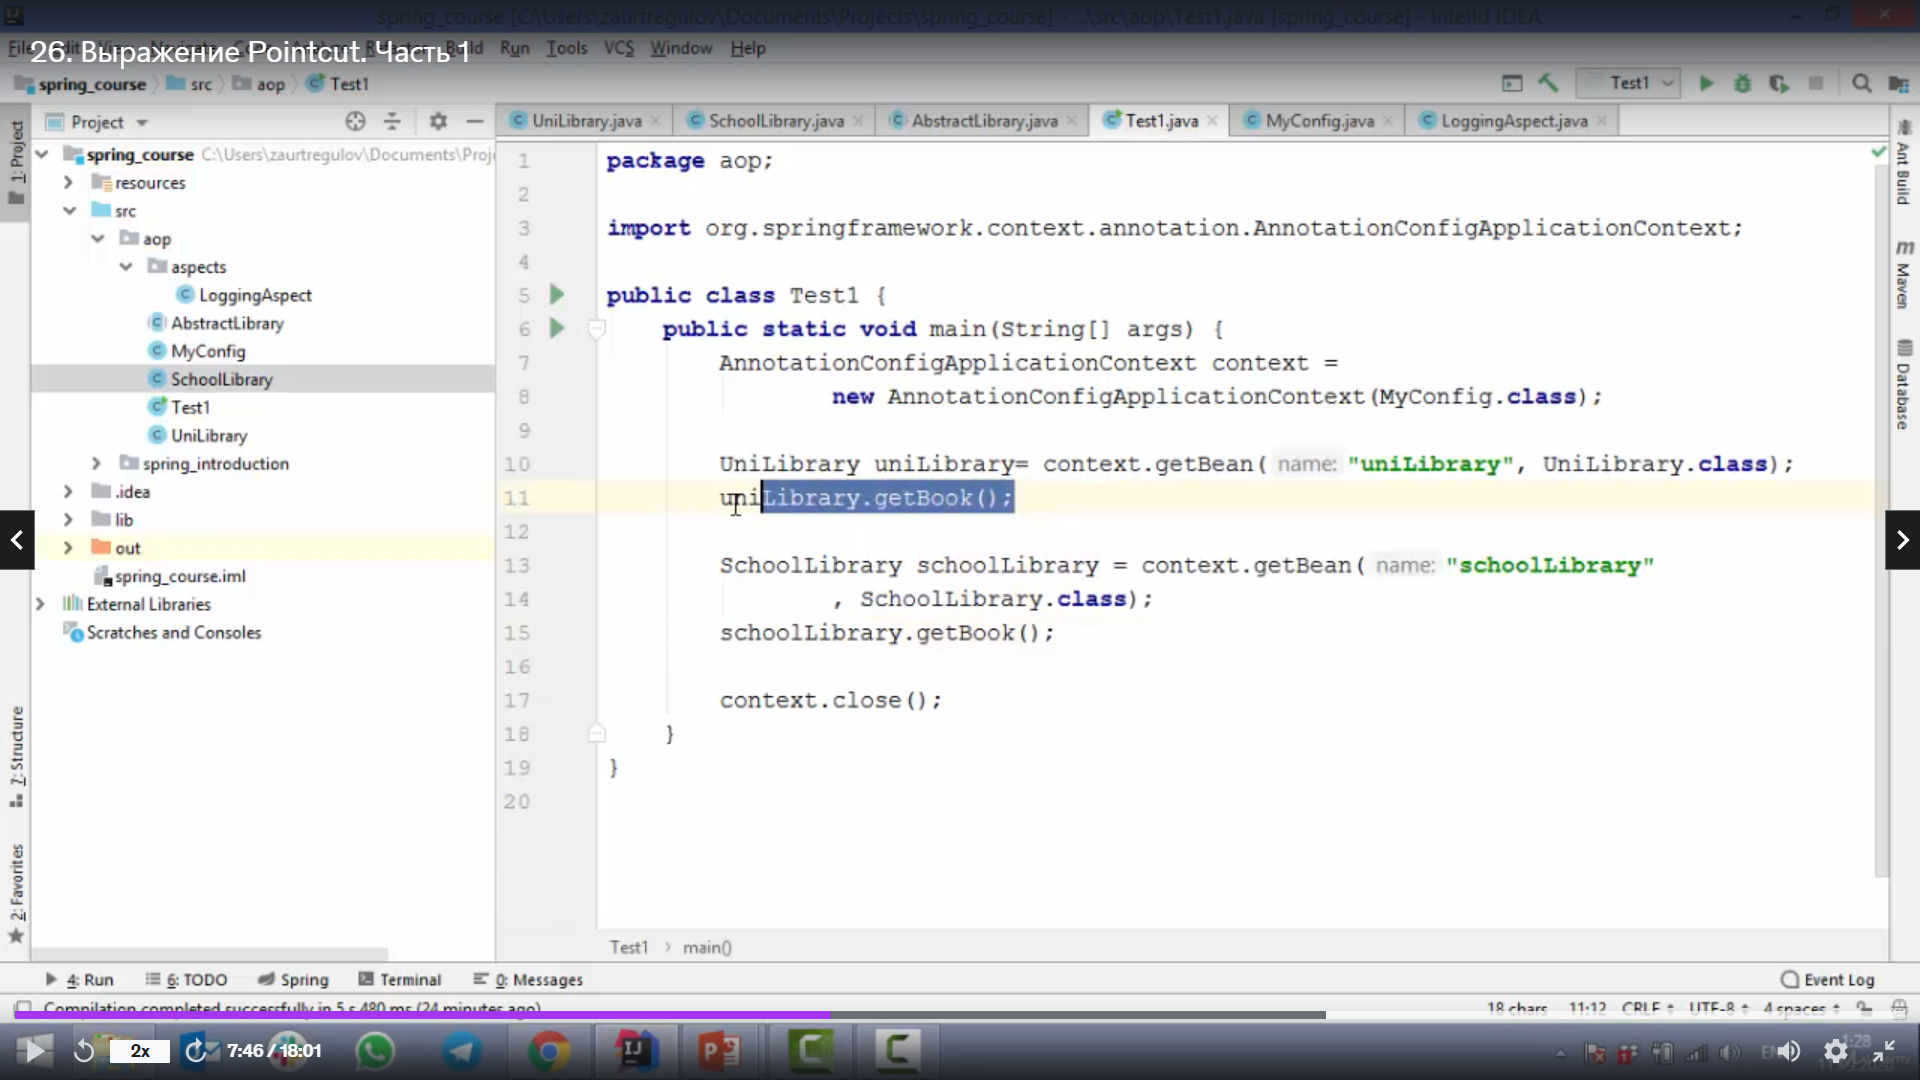 spring_course [C:\Users\zaurtregulov\Documents\Projects\spring_course] - ...\src\aop\Test1.java [spring_course] - IntelliJ IDEA
26. Выражение Pointcut. Часть 1
File Run Tools VCS Window Help
spring_course src aop Test1
Test1
Project
UniLibrary.java SchoolLibrary.java AbstractLibrary.java Test1.java MyConfig.java LoggingAspect.java
1: Project
spring_course C:\Users\zaurtregulov\Documents\Proj
resources
src
aop
aspects
LoggingAspect
AbstractLibrary
MyConfig
SchoolLibrary
Test1
UniLibrary
spring_introduction
.idea
lib
out
spring_course.iml
External Libraries
Scratches and Consoles
7: Structure
2: Favorites
1 package aop;
2
3 import org.springframework.context.annotation.AnnotationConfigApplicationContext;
4
5 public class Test1 {
6 public static void main(String[] args) {
7 AnnotationConfigApplicationContext context =
8 new AnnotationConfigApplicationContext(MyConfig.class);
9
10 UniLibrary uniLibrary= context.getBean( name: "uniLibrary", UniLibrary.class);
11 uniLibrary.getBook();
12
13 SchoolLibrary schoolLibrary = context.getBean( name: "schoolLibrary"
14 , SchoolLibrary.class);
15 schoolLibrary.getBook();
16
17 context.close();
18 }
19 }
20
Ant Build
m Maven
Database
Test1 main()
4: Run 6: TODO Spring Terminal 0: Messages
Event Log
Compilation completed successfully in 5 s 480 ms (24 minutes ago)
18 chars 11:12 CRLF UTF-8 4 spaces
2x 7:46 / 18:01